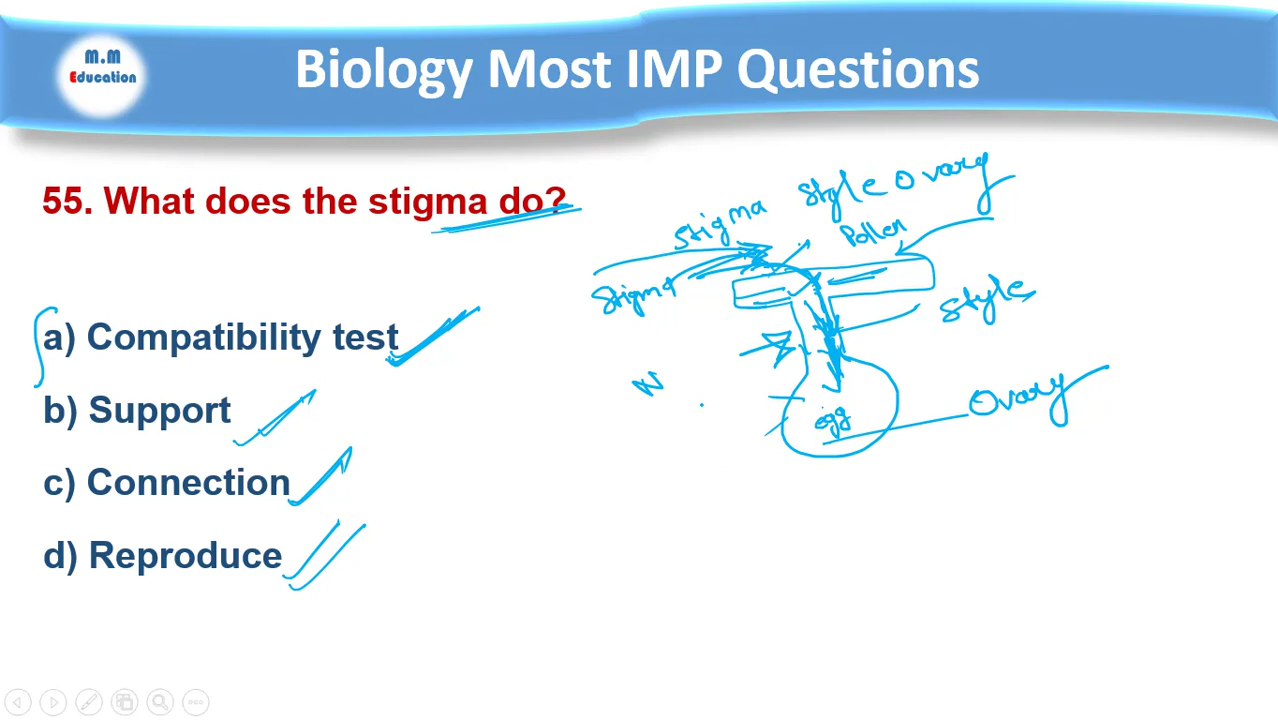 M.M
Education
Biology Most IMP Questions
55. What does the stigma do?
a) Compatibility test
b) Support
c) Connection
d) Reproduce
Stigma
Style Ovary
Pollen
Stigma
Style
egg
Ovary